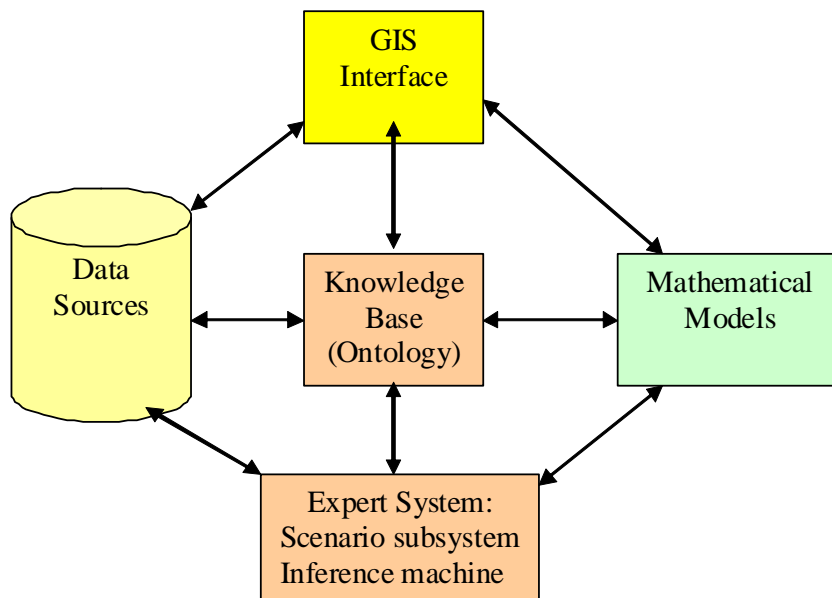 GIS
Interface
Data
Sources
Knowledge
Base
(Ontology)
Mathematical
Models
Expert System:
Scenario subsystem
Inference machine